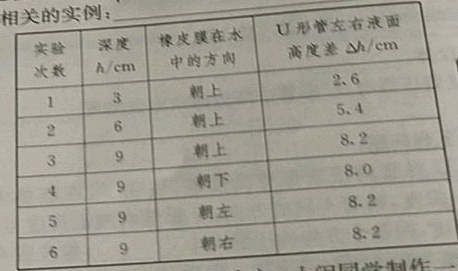 相关的实例:
实验次数 深度h/cm 橡皮膜在水中的方向 U形管左右液面高度差 Δh/cm
1 3 朝上 2.6
2 6 朝上 5.4
3 9 朝上 8.2
4 9 朝下 8.0
5 9 朝左 8.2
6 9 朝右 8.2
同学制作一